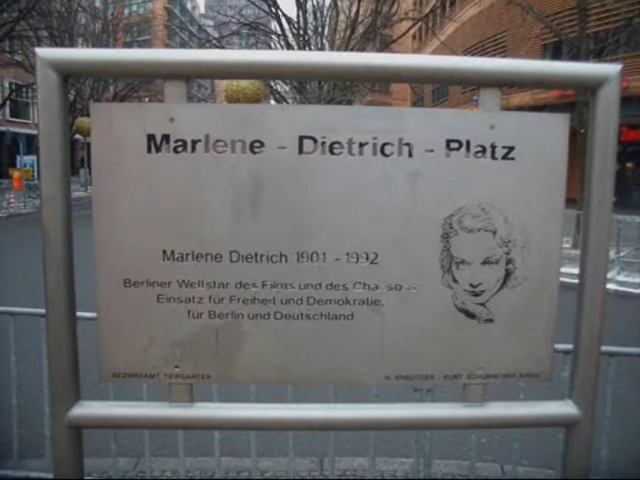 Marlene - Dietrich - Platz
Marlene Dietrich 1901 - 1992
Berliner Weltstar des Films und des Chansons
Einsatz für Freiheit und Demokratie,
für Berlin und Deutschland
BEZIRKSAMT TIERGARTEN